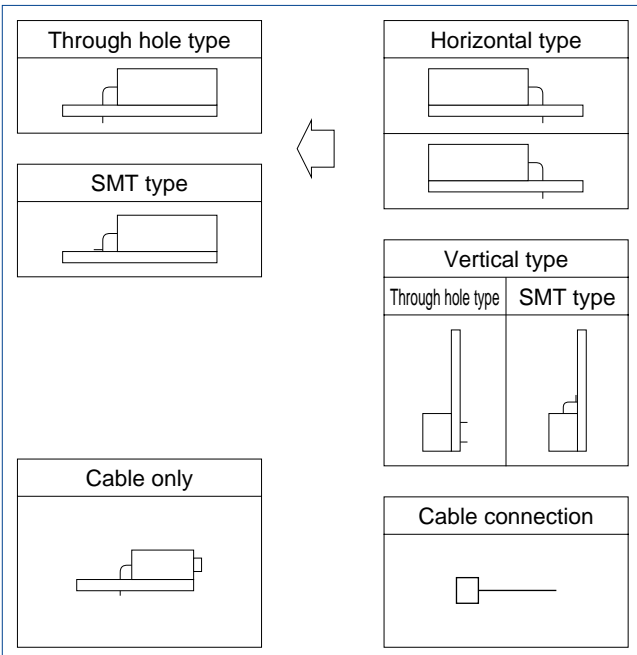 Through hole type
SMT type
Cable only
Horizontal type
Vertical type
Through hole type
SMT type
Cable connection